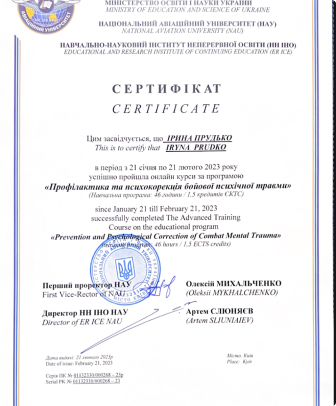 МІНІСТЕРСТВО ОСВІТИ І НАУКИ УКРАЇНИ
MINISTRY OF EDUCATION AND SCIENCE OF UKRAINE
НАЦІОНАЛЬНИЙ АВІАЦІЙНИЙ УНІВЕРСИТЕТ (НАУ)
NATIONAL AVIATION UNIVERSITY (NAU)
НАВЧАЛЬНО-НАУКОВИЙ ІНСТИТУТ НЕПЕРЕРВНОЇ ОСВІТИ (НН ІНО)
EDUCATIONAL AND RESEARCH INSTITUTE OF CONTINUING EDUCATION (ER ICE)
СЕРТИФІКАТ
CERTIFICATE
Цим засвідчується, що ІРИНА ПРУДЬКО
This is to certify that IRYNA PRUDKO
в період з 21 січня по 21 лютого 2023 року
успішно пройшла онлайн курси за програмою
«Профілактика та психокорекція бойової психічної травми»
(Навчальна програма: 46 години / 1.5 кредитів ЄКТС)
since January 21 till February 21, 2023
successfully completed The Advanced Training
Course on the educational program
«Prevention and Psychological Correction of Combat Mental Trauma»
program: 46 hours / 1.5 ECTS credits)
Перший проректор НАУ
First Vice-Rector of NAU
Олексій МИХАЛЬЧЕНКО
(Oleksii MYKHALCHENKO)
Директор НН ІНО НАУ
Director of ER ICE NAU
Артем СЛЮНЯЄВ
(Artem SLIUNIAIEV)
Дата видачі 21 лютого 2023р
Date of issue: February 21, 2023
Місто, Київ
Place: Kyiv
Серія ПК № 01132330/000268 – 23р
Serial PK № 01132330/000268 – 23